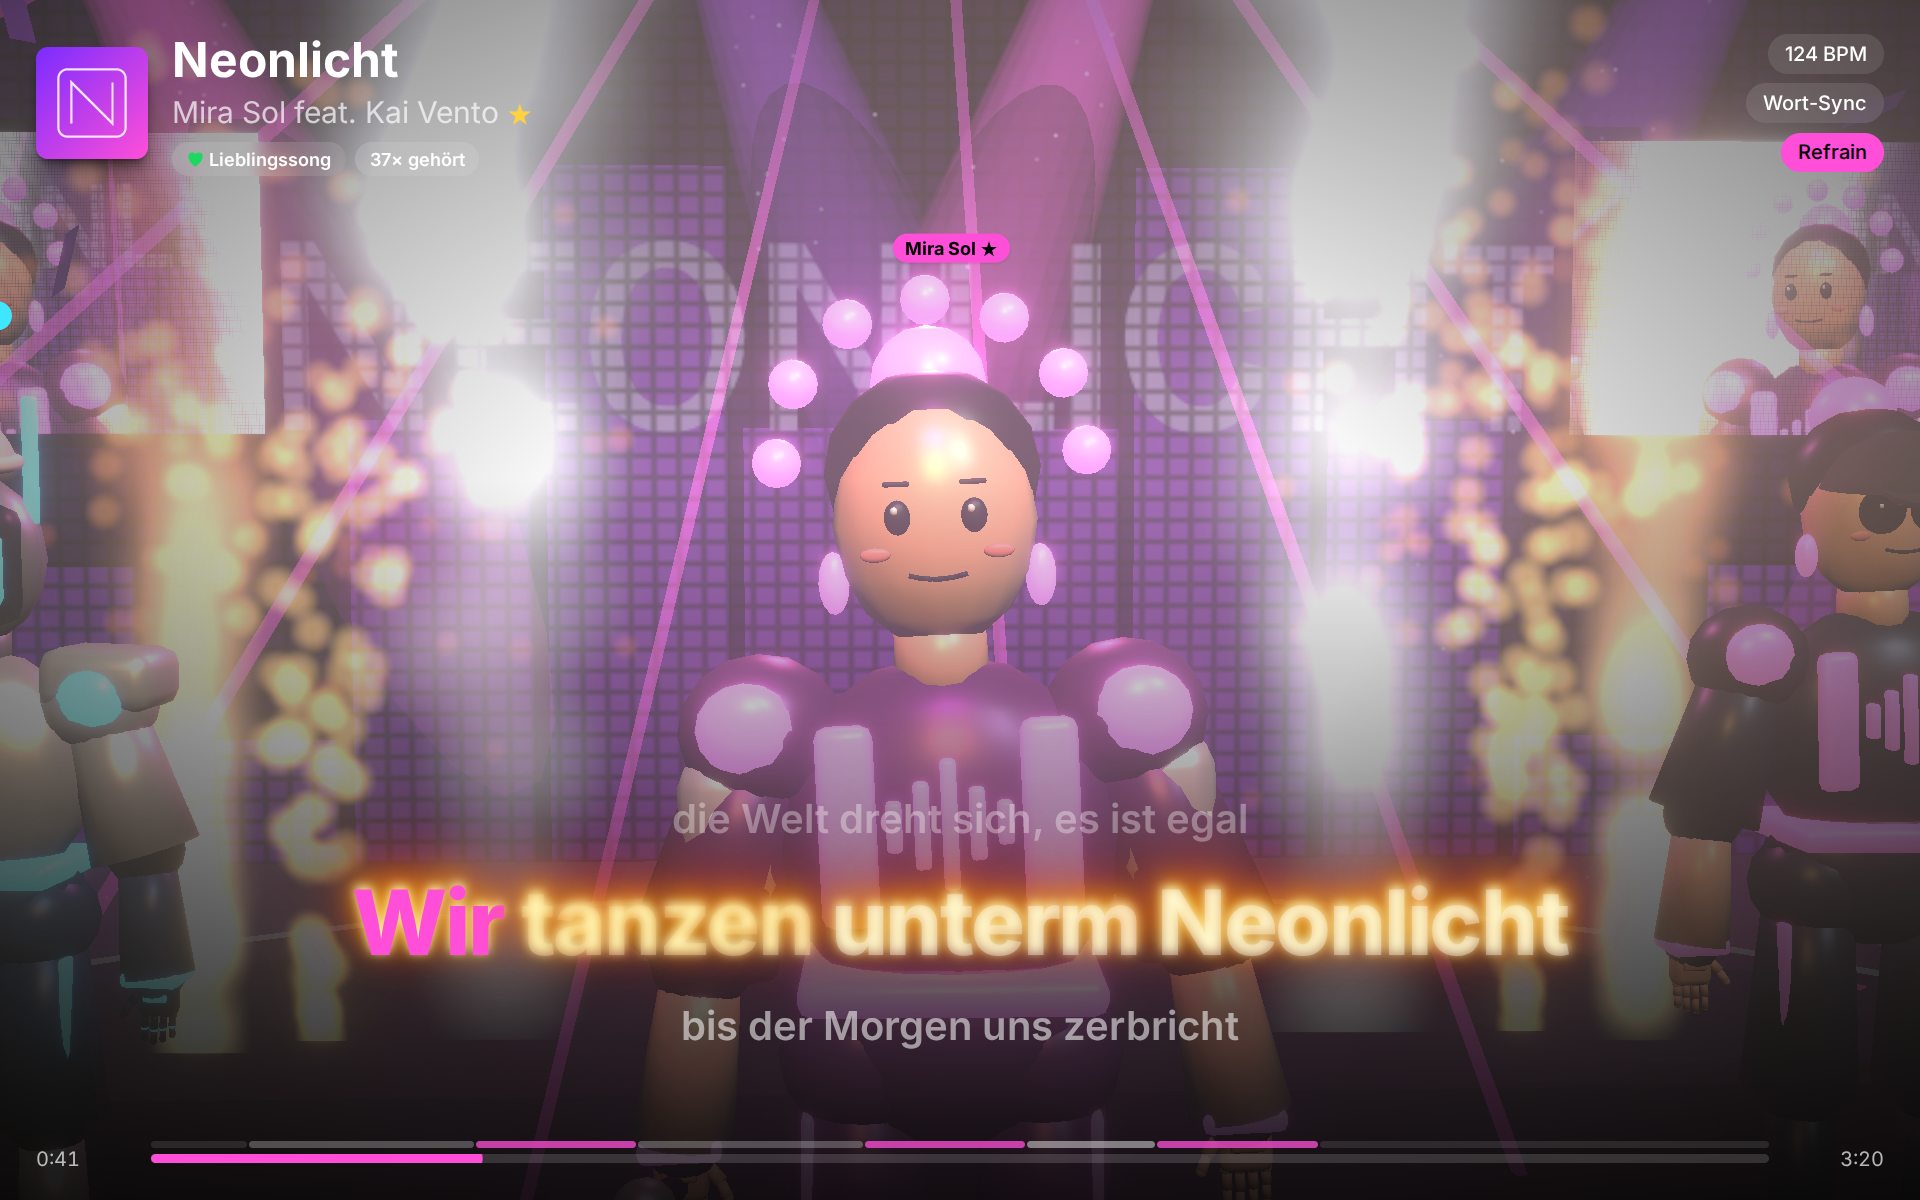 Neonlicht
Mira Sol feat. Kai Vento ★
Lieblingssong
37× gehört
124 BPM
Wort-Sync
Refrain
N
Mira Sol ★
die Welt dreht sich, es ist egal
Wir tanzen unterm Neonlicht
bis der Morgen uns zerbricht
0:41
3:20